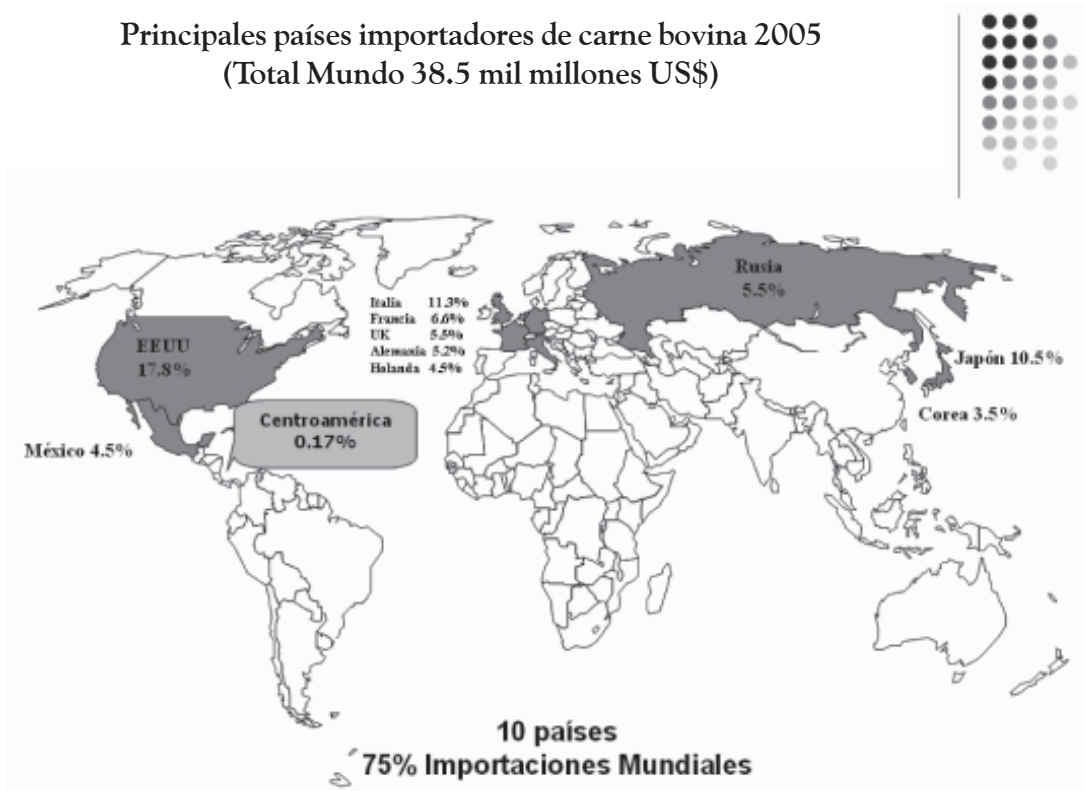 Principales países importadores de carne bovina 2005
(Total Mundo 38.5 mil millones US$)
Rusia
5.5%
Italia 11.3%
Francia 6.6%
UK 5.5%
Alemania 5.2%
Holanda 4.5%
EEUU
17.8%
Japón 10.5%
Centroamérica
0.17%
Corea 3.5%
México 4.5%
10 países
75% Importaciones Mundiales